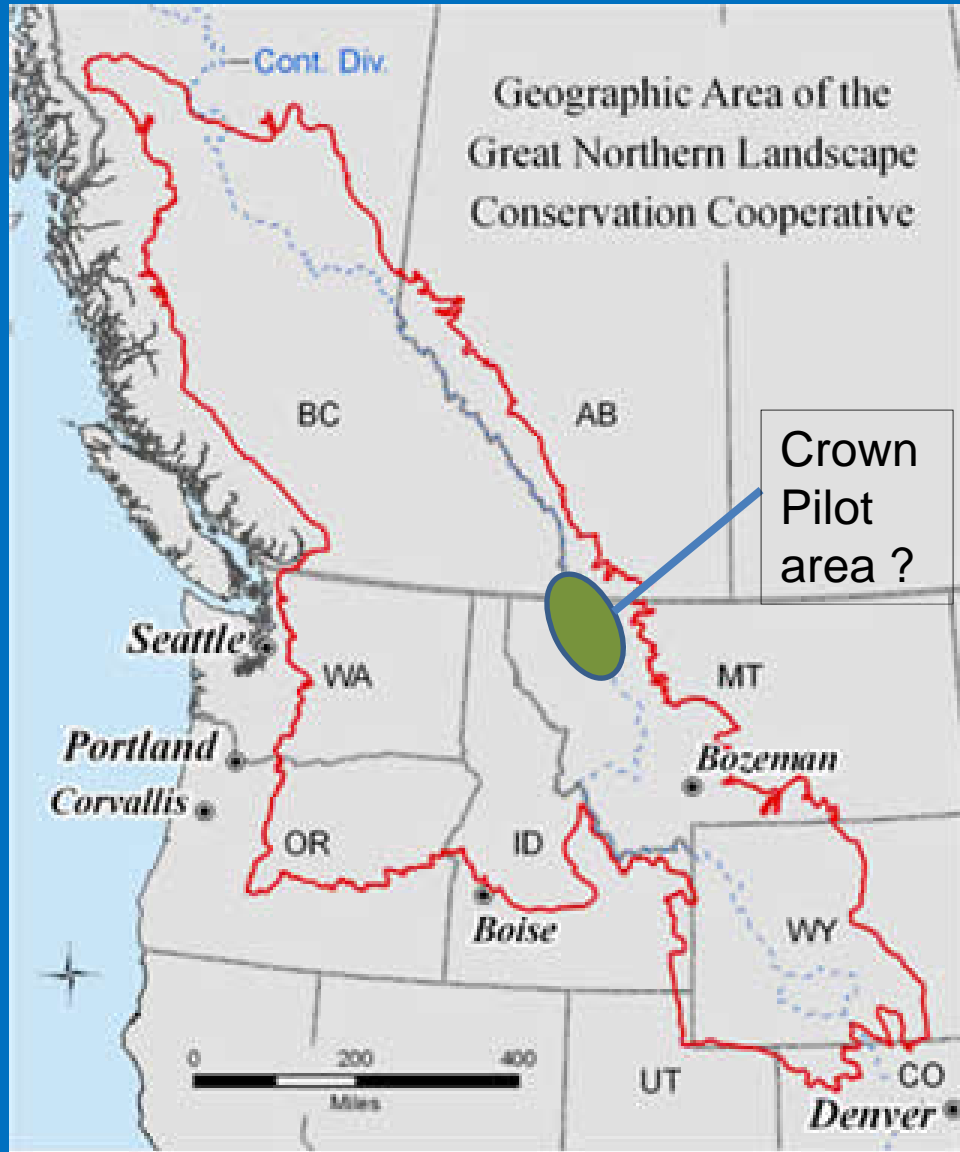 Cont. Div.
Geographic Area of the
Great Northern Landscape
Conservation Cooperative
BC
AB
Crown
Pilot
area ?
Seattle
WA
MT
Portland
Bozeman
Corvallis
OR
ID
Boise
WY
0 200 400
Miles
UT
CO
Denver